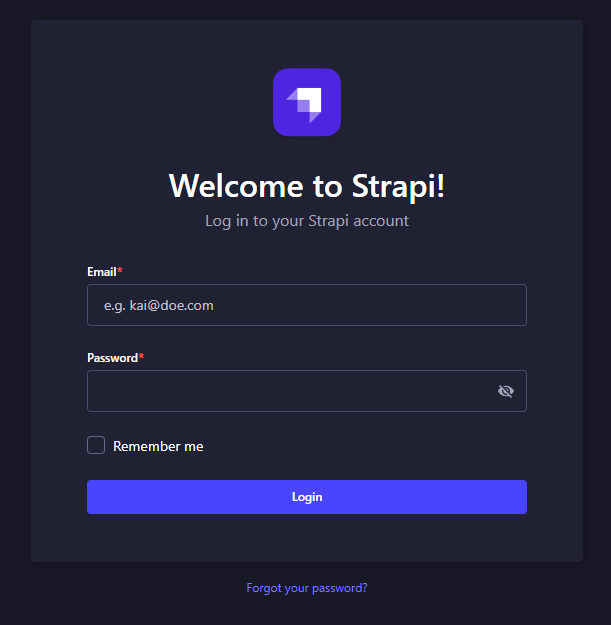 Welcome to Strapi!
Log in to your Strapi account
Email*
e.g. kai@doe.com
Password*
Remember me
Login
Forgot your password?